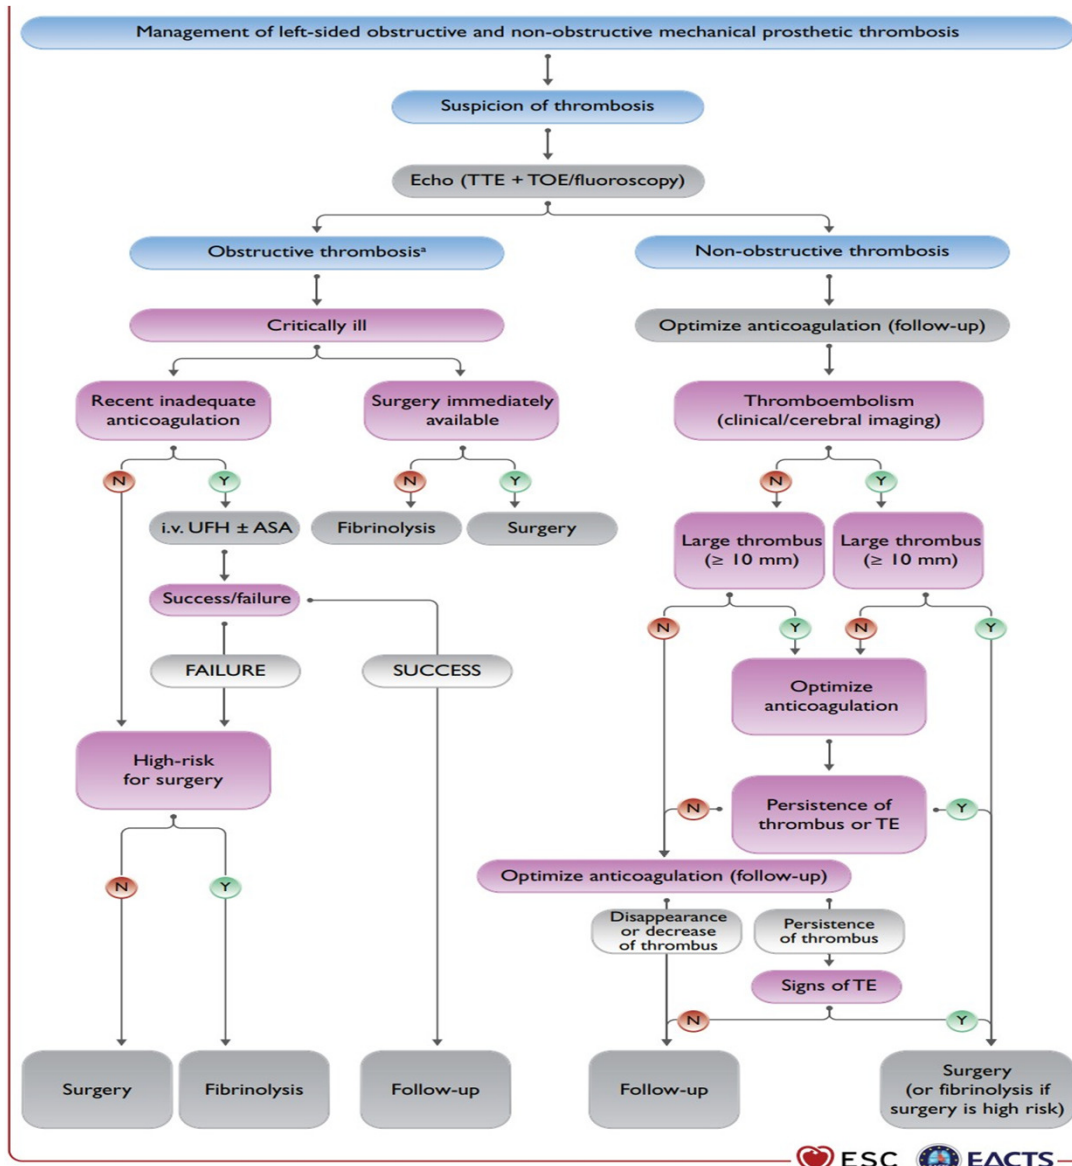 Management of left-sided obstructive and non-obstructive mechanical prosthetic thrombosis
Suspicion of thrombosis
Echo (TTE + TOE/fluoroscopy)
Obstructive thrombosisᵃ
Non-obstructive thrombosis
Critically ill
Optimize anticoagulation (follow-up)
Recent inadequate
anticoagulation
Surgery immediately
available
Thromboembolism
(clinical/cerebral imaging)
N
Y
N
Y
N
Y
i.v. UFH ± ASA
Fibrinolysis
Surgery
Large thrombus
(≥ 10 mm)
Large thrombus
(≥ 10 mm)
Success/failure
N
Y
N
Y
FAILURE
SUCCESS
Optimize
anticoagulation
High-risk
for surgery
N
Persistence of
thrombus or TE
Y
N
Y
Optimize anticoagulation (follow-up)
Disappearance
or decrease
of thrombus
Persistence
of thrombus
Signs of TE
N
Y
Surgery
Fibrinolysis
Follow-up
Follow-up
Surgery
(or fibrinolysis if
surgery is high risk)
ESC
EACTS